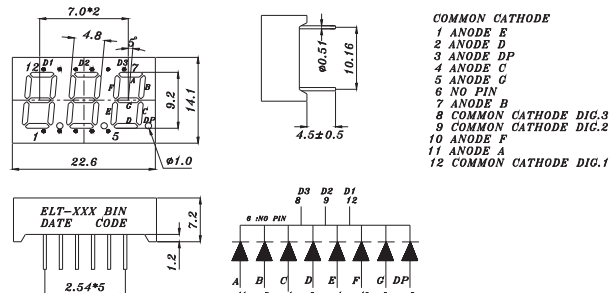 7.0*2
4.8
5°
12 D1 D2 D3 7
A
F B
G
E C
D DP
1 5
9.2
14.1
22.6
ø1.0
ø0.51
10.16
4.5±0.5
COMMON CATHODE
1 ANODE E
2 ANODE D
3 ANODE DP
4 ANODE C
5 ANODE G
6 NO PIN
7 ANODE B
8 COMMON CATHODE DIG.3
9 COMMON CATHODE DIG.2
10 ANODE F
11 ANODE A
12 COMMON CATHODE DIG.1
ELT-XXX BIN
DATE CODE
7.2
1.2
2.54*5
D3 D2 D1
8 9 12
6 :NO PIN
A B C D E F G DP